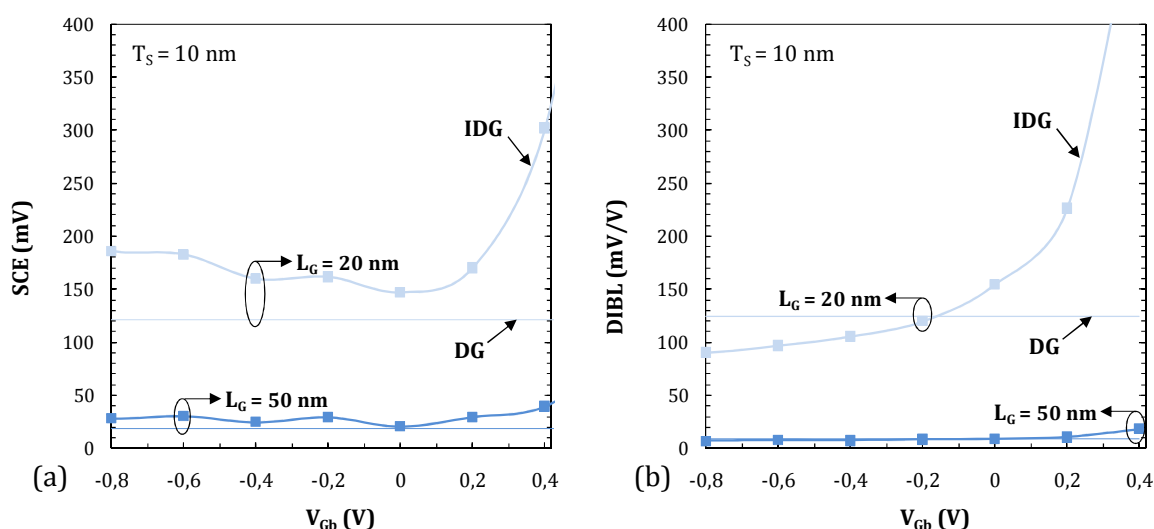 400
350
300
250
200
150
100
50
0
SCE (mV)
T_S = 10 nm
IDG
L_G = 20 nm
DG
L_G = 50 nm
-0,8 -0,6 -0,4 -0,2 0 0,2 0,4
V_Gb (V)
(a)
400
350
300
250
200
150
100
50
0
DIBL (mV/V)
T_S = 10 nm
IDG
L_G = 20 nm
DG
L_G = 50 nm
-0,8 -0,6 -0,4 -0,2 0 0,2 0,4
V_Gb (V)
(b)